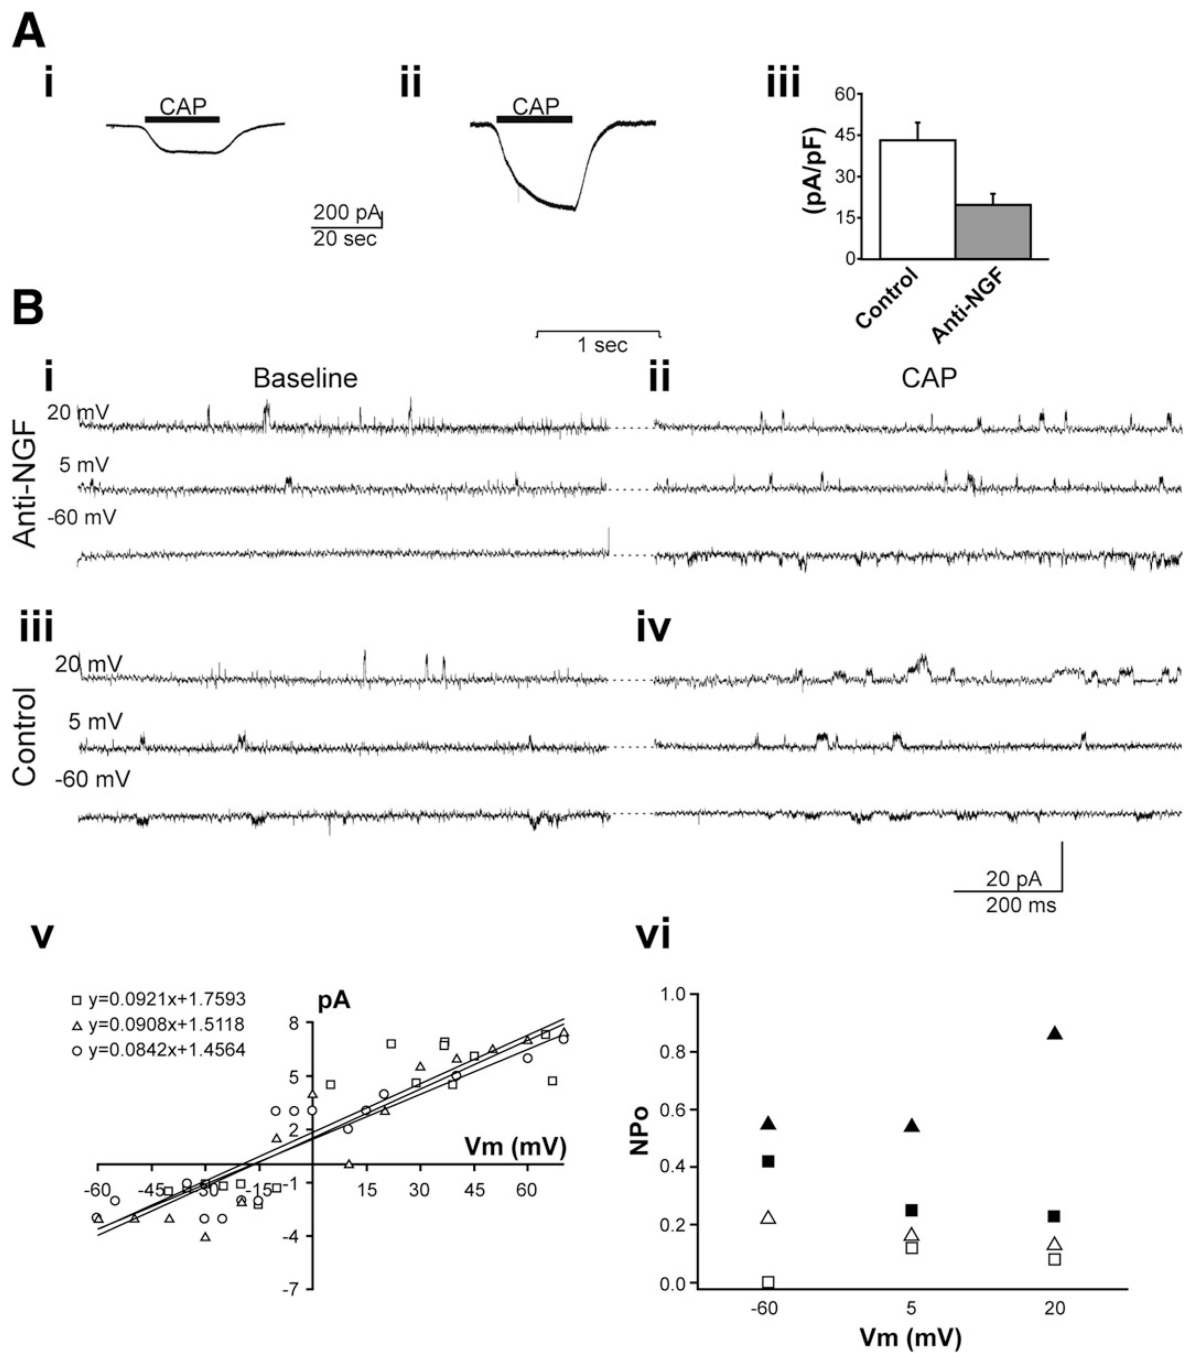 A
i
ii
iii
CAP
CAP
200 pA
20 sec
(pA/pF)
60
45
30
15
0
Control
Anti-NGF
B
1 sec
i
Baseline
ii
CAP
Anti-NGF
20 mV
5 mV
-60 mV
iii
iv
Control
20 mV
5 mV
-60 mV
20 pA
200 ms
v
vi
y=0.0921x+1.7593
y=0.0908x+1.5118
y=0.0842x+1.4564
pA
8
5
2
-1
-4
-7
Vm (mV)
-60
-45
-30
-15
15
30
45
60
NPo
1.0
0.8
0.6
0.4
0.2
0.0
-60
5
20
Vm (mV)